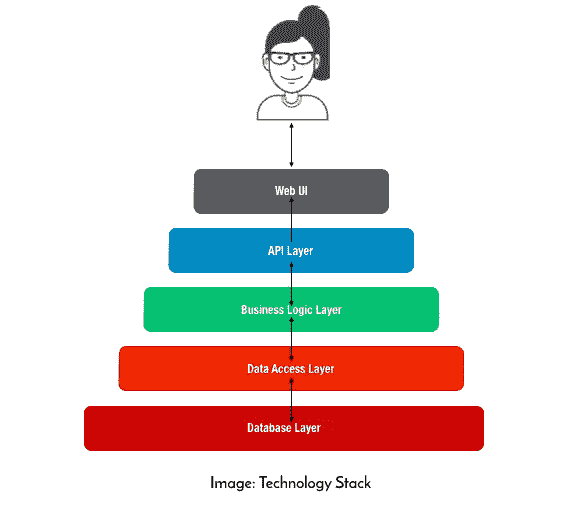 Web UI
API Layer
Business Logic Layer
Data Access Layer
Database Layer
Image: Technology Stack